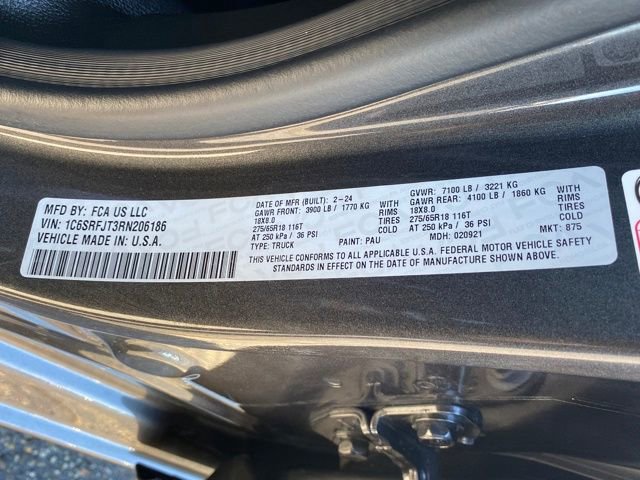 MFD BY: FCA US LLC
VIN: 1C6SRFJT3RN206186
VEHICLE MADE IN: U.S.A.
DATE OF MFR (BUILT): 2-24
GAWR FRONT: 3900 LB / 1770 KG WITH
18X8.0 RIMS
275/65R18 116T TIRES
AT 250 kPa / 36 PSI COLD
TYPE: TRUCK PAINT: PAU
GVWR: 7100 LB / 3221 KG
GAWR REAR: 4100 LB / 1860 KG WITH
18X8.0 RIMS
275/65R18 116T TIRES
AT 250 kPa / 36 PSI COLD
MDH: 020921 MKT: 875
THIS VEHICLE CONFORMS TO ALL APPLICABLE U.S.A. FEDERAL MOTOR VEHICLE SAFETY
STANDARDS IN EFFECT ON THE DATE OF MANUFACTURE SHOWN ABOVE.